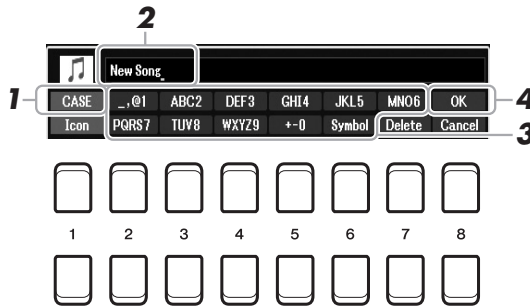 2
New Song_
1 CASE _,@1 ABC2 DEF3 GHI4 JKL5 MNO6 OK 4
Icon PQRS7 TUV8 WXYZ9 +-0 Symbol Delete Cancel 3
1 2 3 4 5 6 7 8